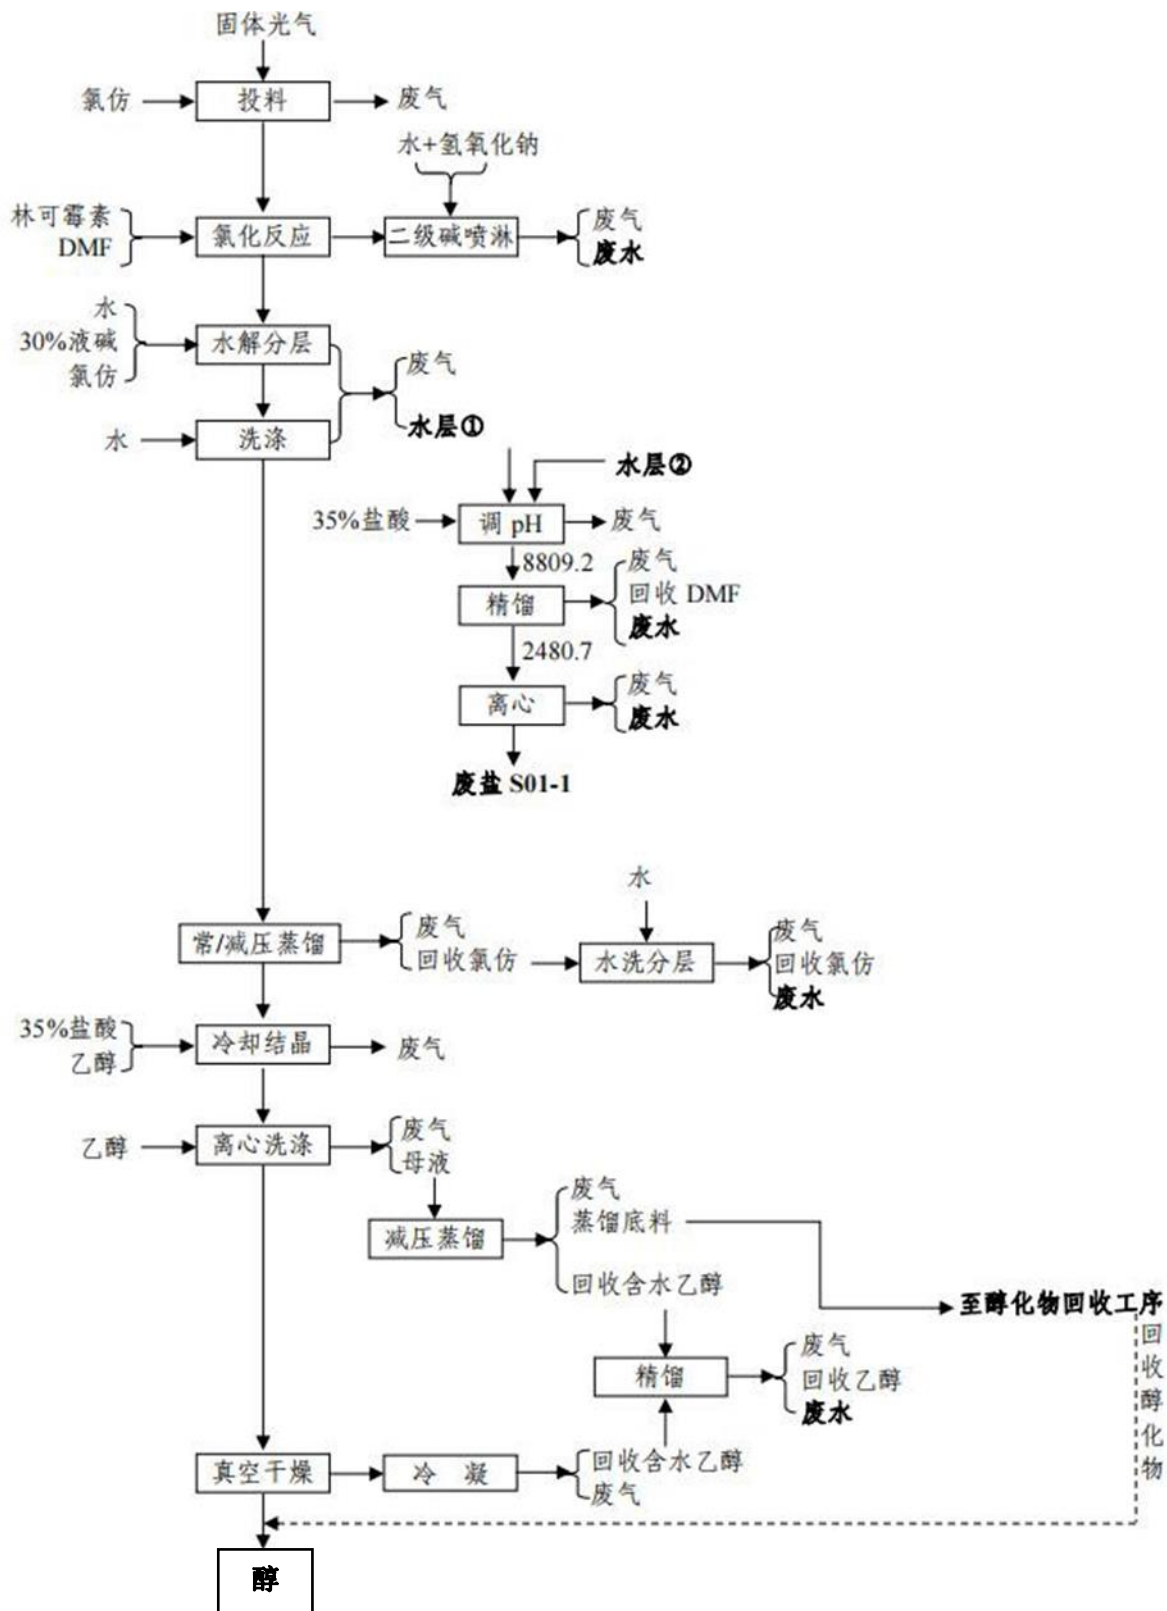 固体光气
氯仿
投料
废气
水+氢氧化钠
林可霉素
DMF
氯化反应
二级碱喷淋
废气
废水
水
30%液碱
氯仿
水解分层
废气
水层①
水
洗涤
水层②
35%盐酸
调 pH
废气
8809.2
精馏
废气
回收 DMF
废水
2480.7
离心
废气
废水
废盐 S01-1
水
常/减压蒸馏
废气
回收氯仿
水洗分层
废气
回收氯仿
废水
35%盐酸
乙醇
冷却结晶
废气
乙醇
离心洗涤
废气
母液
减压蒸馏
废气
蒸馏底料
回收含水乙醇
至醇化物回收工序
回收醇化物
精馏
废气
回收乙醇
废水
真空干燥
冷 凝
回收含水乙醇
废气
醇